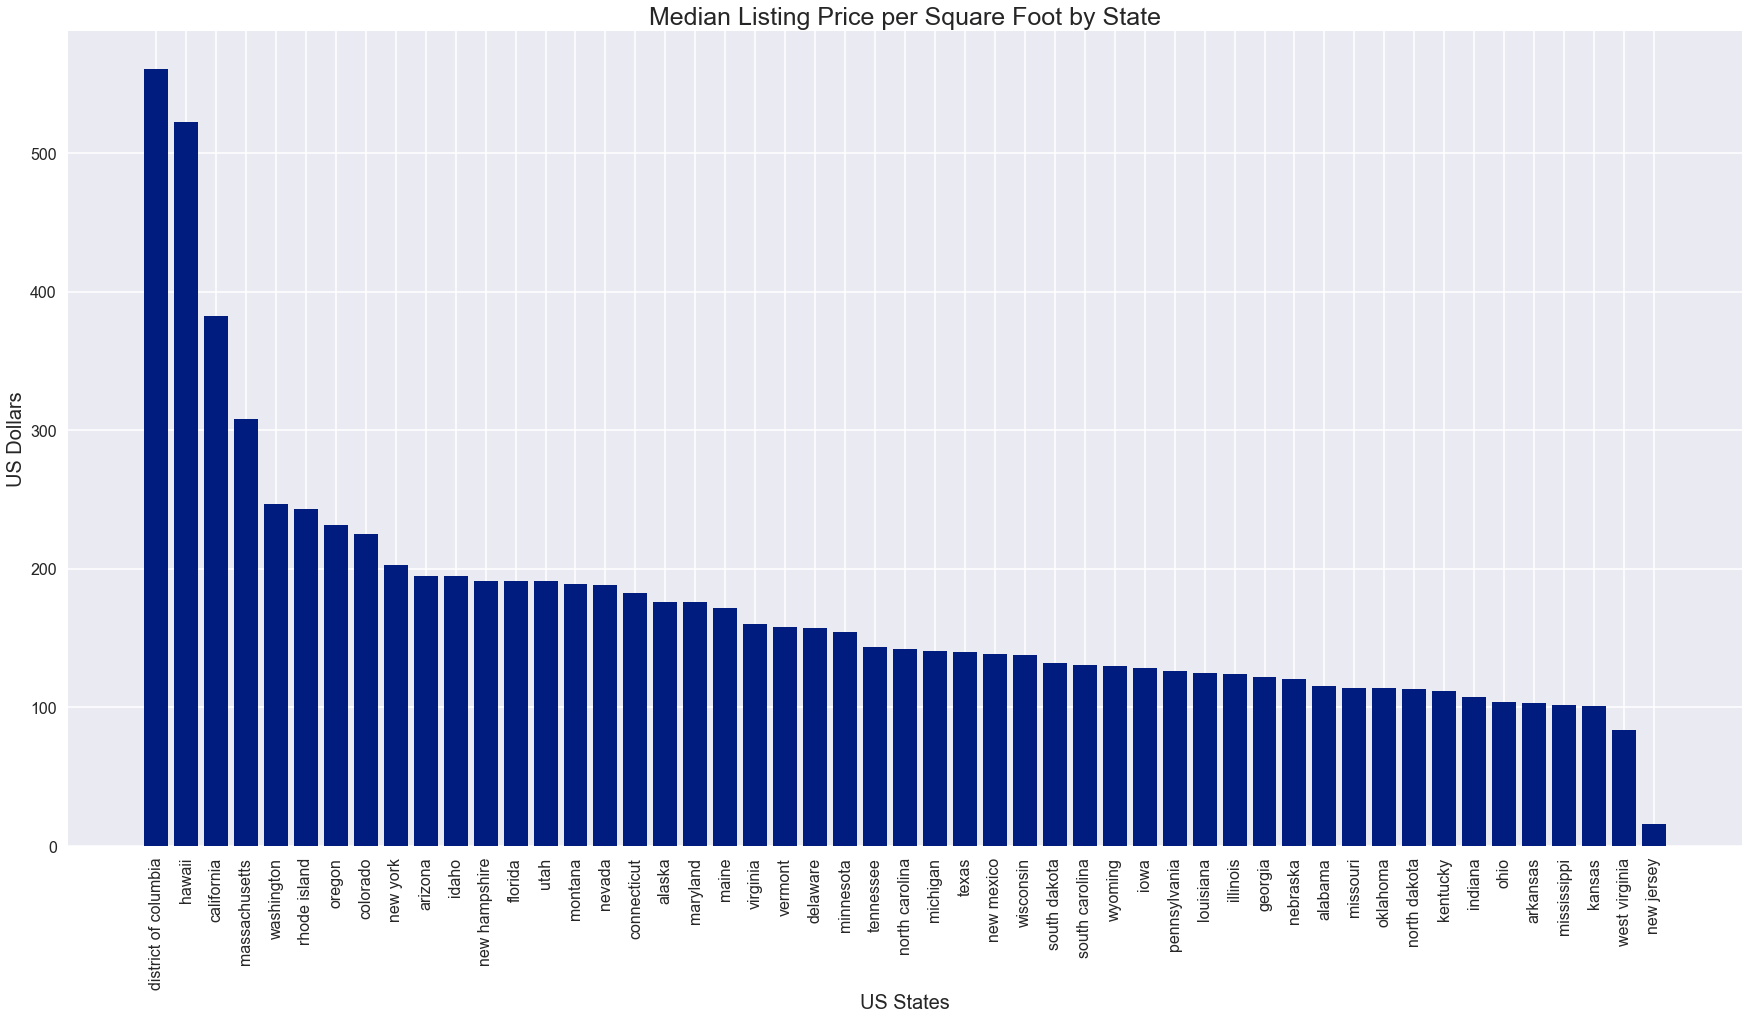 Median Listing Price per Square Foot by State
US Dollars
500
400
300
200
100
0
district of columbia
hawaii
california
massachusetts
washington
rhode island
oregon
colorado
new york
arizona
idaho
new hampshire
florida
utah
montana
nevada
connecticut
alaska
maryland
maine
virginia
vermont
delaware
minnesota
tennessee
north carolina
michigan
texas
new mexico
wisconsin
south dakota
south carolina
wyoming
iowa
pennsylvania
louisiana
illinois
georgia
nebraska
alabama
missouri
oklahoma
north dakota
kentucky
indiana
ohio
arkansas
mississippi
kansas
west virginia
new jersey
US States